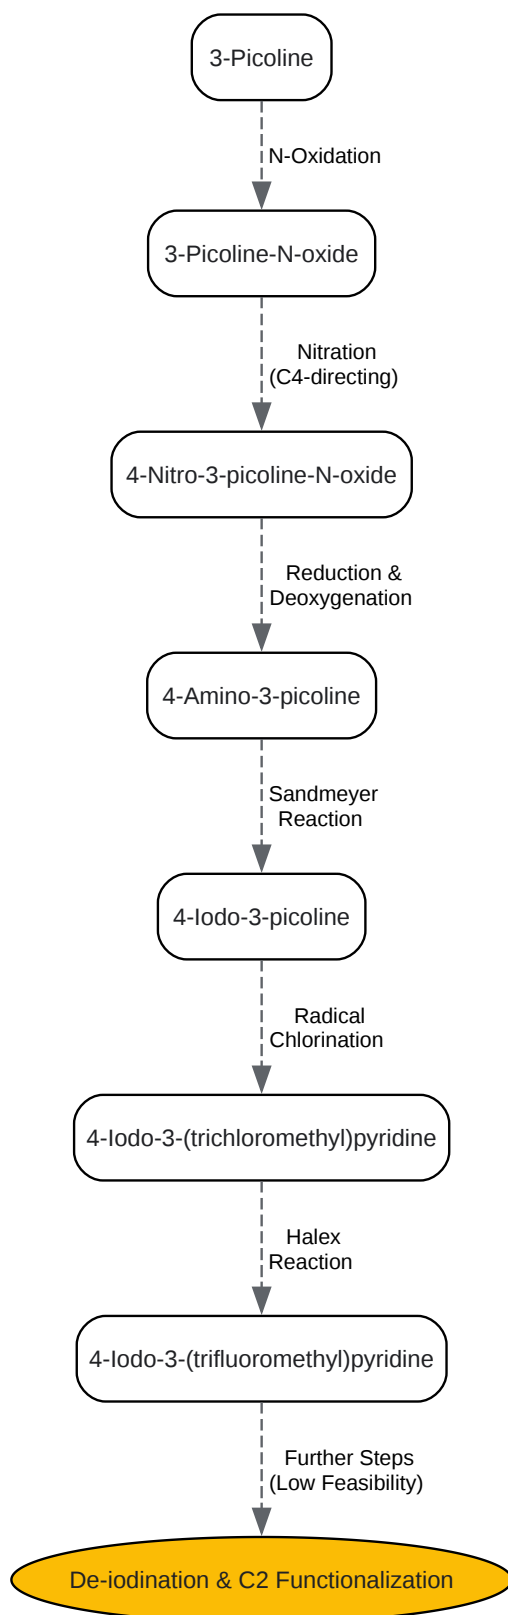 3-Picoline
N-Oxidation
3-Picoline-N-oxide
Nitration
(C4-directing)
4-Nitro-3-picoline-N-oxide
Reduction &
Deoxygenation
4-Amino-3-picoline
Sandmeyer
Reaction
4-Iodo-3-picoline
Radical
Chlorination
4-Iodo-3-(trichloromethyl)pyridine
Halex
Reaction
4-Iodo-3-(trifluoromethyl)pyridine
Further Steps
(Low Feasibility)
De-iodination & C2 Functionalization